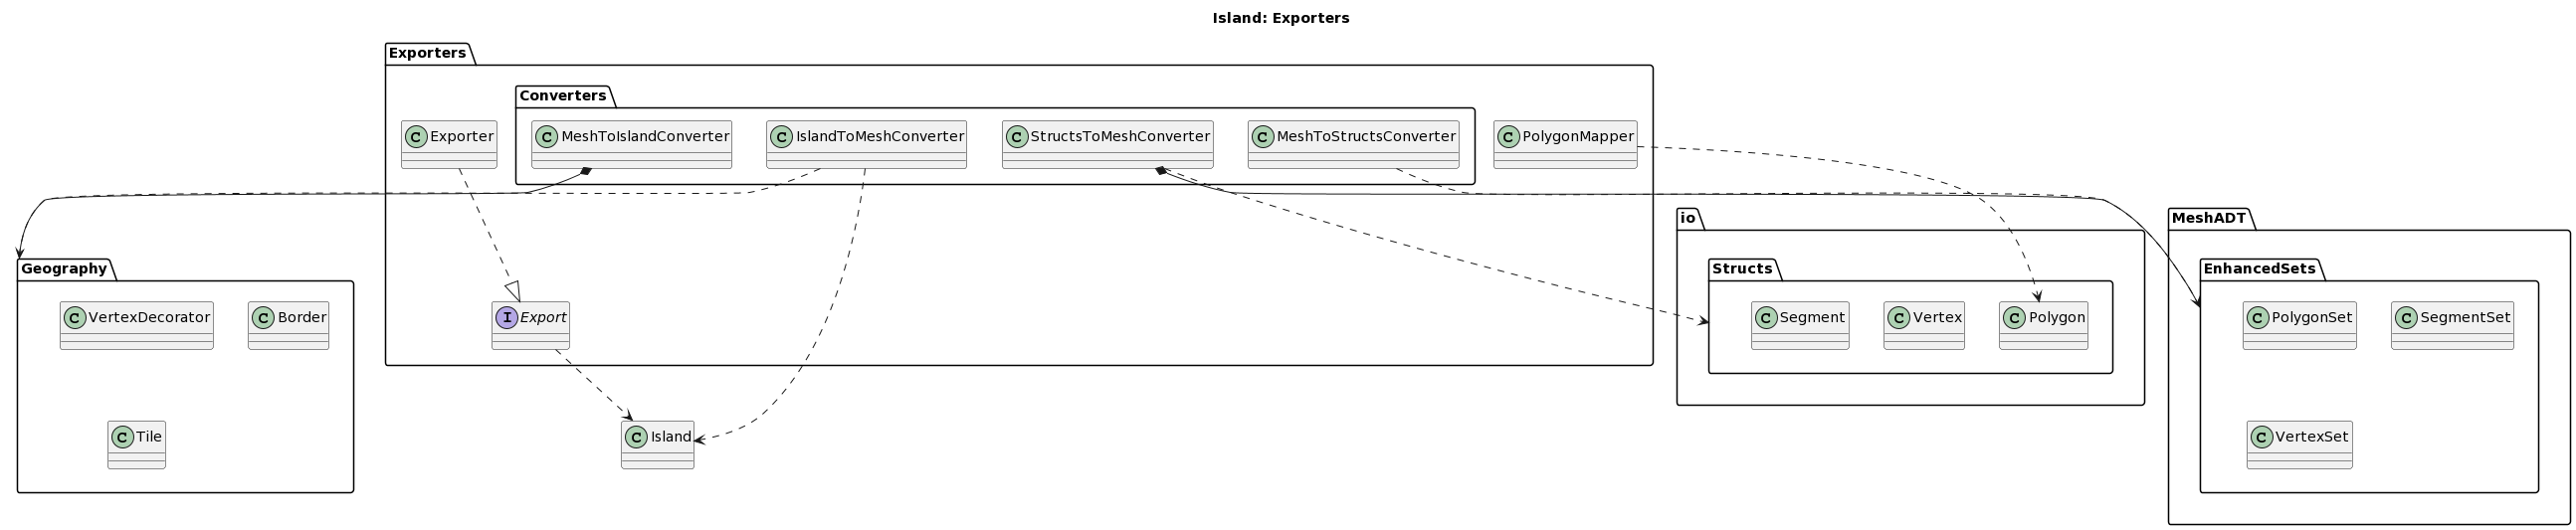 Island: Exporters
Exporters
Converters
C Exporter
C MeshToIslandConverter
C IslandToMeshConverter
C StructsToMeshConverter
C MeshToStructsConverter
C PolygonMapper
io
MeshADT
Geography
Structs
EnhancedSets
C VertexDecorator
C Border
I Export
C Segment
C Vertex
C Polygon
C PolygonSet
C SegmentSet
C Tile
C Island
C VertexSet